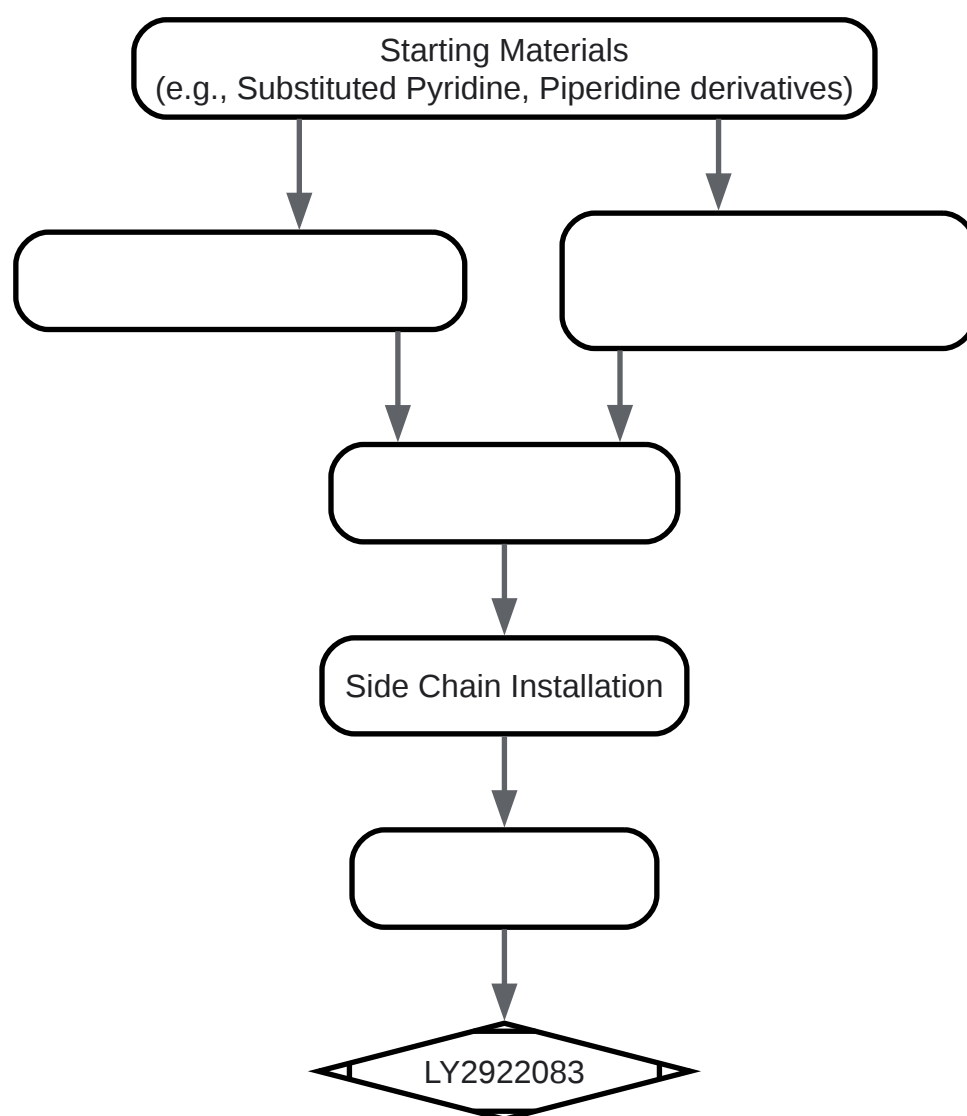 Starting Materials
(e.g., Substituted Pyridine, Piperidine derivatives)
Side Chain Installation
LY2922083